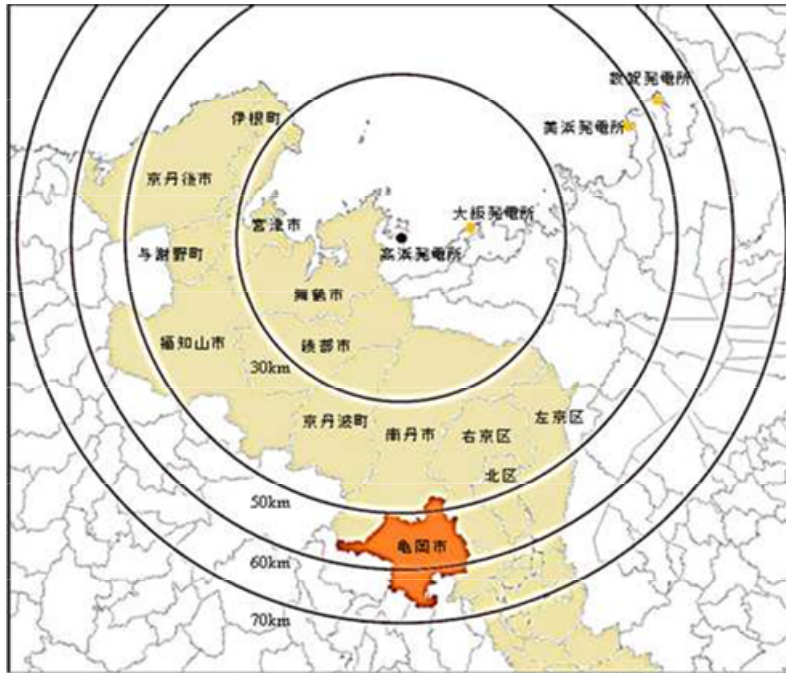 敦賀発電所
美浜発電所
伊根町
京丹後市
大飯発電所
宮津市
高浜発電所
与謝野町
舞鶴市
福知山市
綾部市
30km
京丹波町
南丹市
右京区
左京区
北区
50km
亀岡市
60km
70km